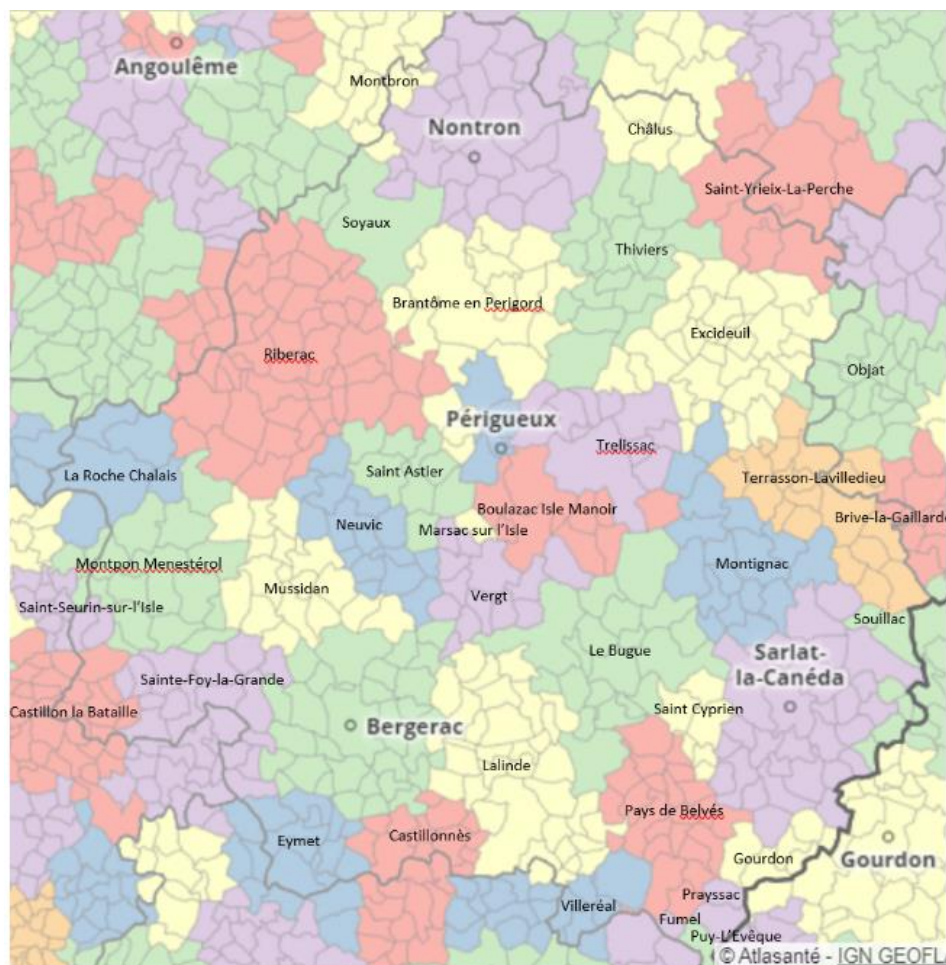 Angoulême
Montbron
Nontron
Châlus
Saint-Yrieix-La-Perche
Soyaux
Thiviers
Brantôme en Perigord
Excideuil
Riberac
Objat
Périgueux
Trelissac
La Roche Chalais
Saint Astier
Terrasson-Lavilledieu
Neuvic
Boulazac Isle Manoir
Brive-la-Gaillarde
Marsac sur l'Isle
Montpon Menestérol
Montignac
Mussidan
Vergt
Saint-Seurin-sur-l'Isle
Souillac
Le Bugue
Sarlat-
la-Canéda
Sainte-Foy-la-Grande
Castillon la Bataille
Saint Cyprien
Bergerac
Lalinde
Pays de Belvés
Eymet
Castillonnès
Gourdon
Gourdon
Prayssac
Villeréal
Fumel
Puy-L'Evêque
© Atlasanté - IGN GEOFL